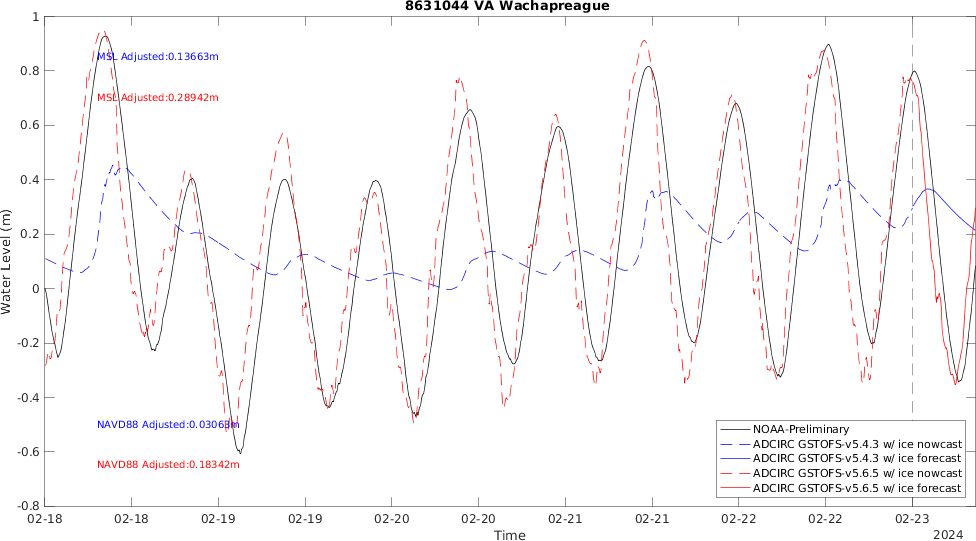 8631044 VA Wachapreague
Water Level (m)
1
0.8
0.6
0.4
0.2
0
-0.2
-0.4
-0.6
-0.8
MSL Adjusted:0.13663m
MSL Adjusted:0.28942m
NAVD88 Adjusted:0.03063m
NAVD88 Adjusted:0.18342m
NOAA-Preliminary
ADCIRC GSTOFS-v5.4.3 w/ ice nowcast
ADCIRC GSTOFS-v5.4.3 w/ ice forecast
ADCIRC GSTOFS-v5.6.5 w/ ice nowcast
ADCIRC GSTOFS-v5.6.5 w/ ice forecast
02-18 02-18 02-19 02-19 02-20 02-20 02-21 02-21 02-22 02-22 02-23
Time
2024